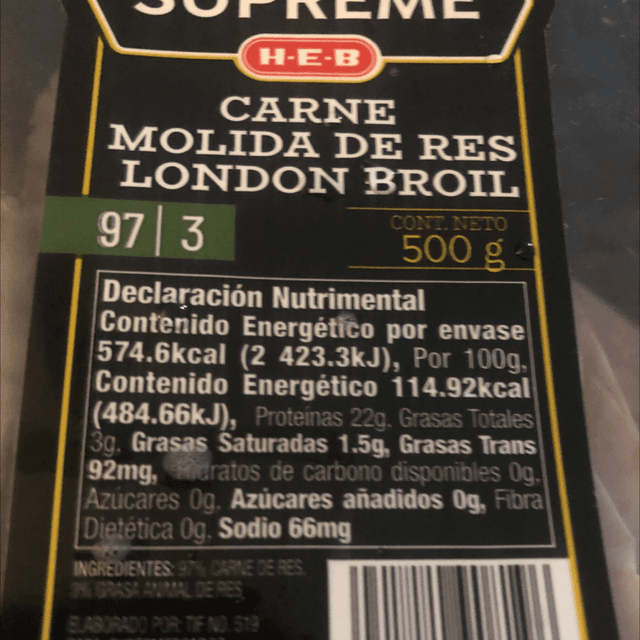 SUPREME
H-E-B
CARNE
MOLIDA DE RES
LONDON BROIL
97 | 3
CONT. NETO
500 g
Declaración Nutrimental
Contenido Energético por envase
574.6kcal (2 423.3kJ), Por 100g,
Contenido Energético 114.92kcal
(484.66kJ), Proteínas 22g, Grasas Totales
3g, Grasas Saturadas 1.5g, Grasas Trans
92mg, Hidratos de carbono disponibles 0g,
Azúcares 0g, Azúcares añadidos 0g, Fibra
Dietética 0g, Sodio 66mg
INGREDIENTES: 97% CARNE DE RES,
3% GRASA ANIMAL DE RES
ELABORADO POR: TIF NO. 519